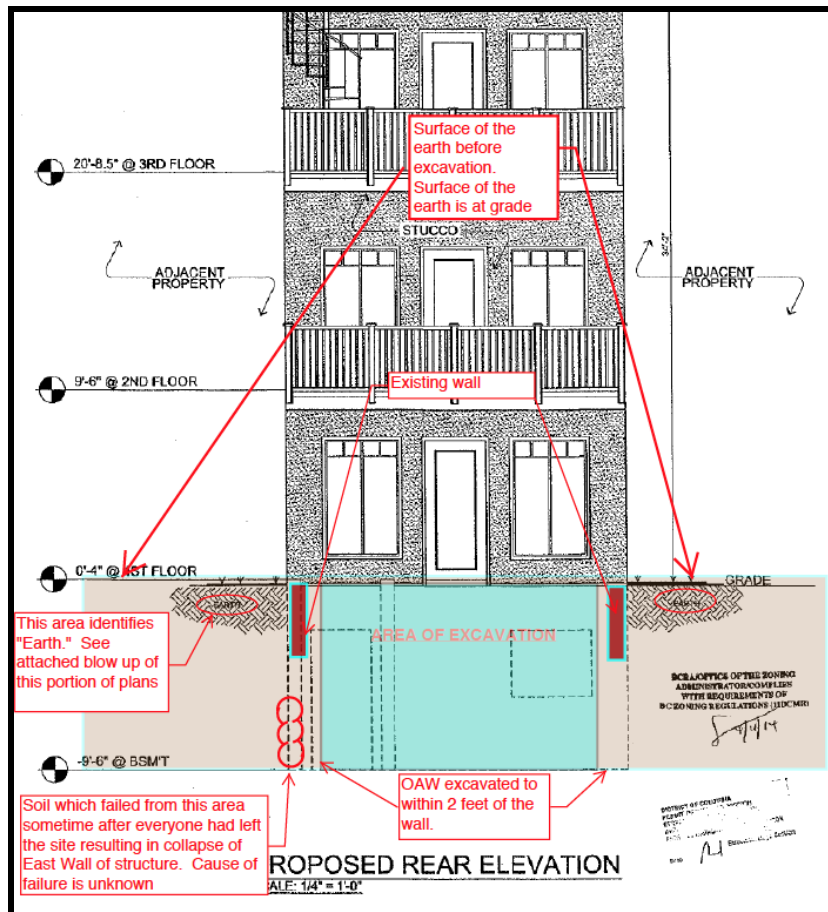 Surface of the
earth before
excavation.
Surface of the
earth is at grade
20'-8.5" @ 3RD FLOOR
STUCCO
ADJACENT
PROPERTY
ADJACENT
PROPERTY
9'-6" @ 2ND FLOOR
Existing wall
0'-4" @ 1ST FLOOR
GRADE
EARTH
EARTH
This area identifies
"Earth." See
attached blow up of
this portion of plans
AREA OF EXCAVATION
DCRA/OFFICE OF THE ZONING
ADMINISTRATOR/COMPLIES
WITH REQUIREMENTS OF
DC ZONING REGULATIONS (11DCMR)
-9'-6" @ BSM'T
OAW excavated to
within 2 feet of the
wall.
Soil which failed from this area
sometime after everyone had left
the site resulting in collapse of
East Wall of structure. Cause of
failure is unknown
DISTRICT OF COLUMBIA
ROPOSED REAR ELEVATION
CALE: 1/4" = 1'-0"